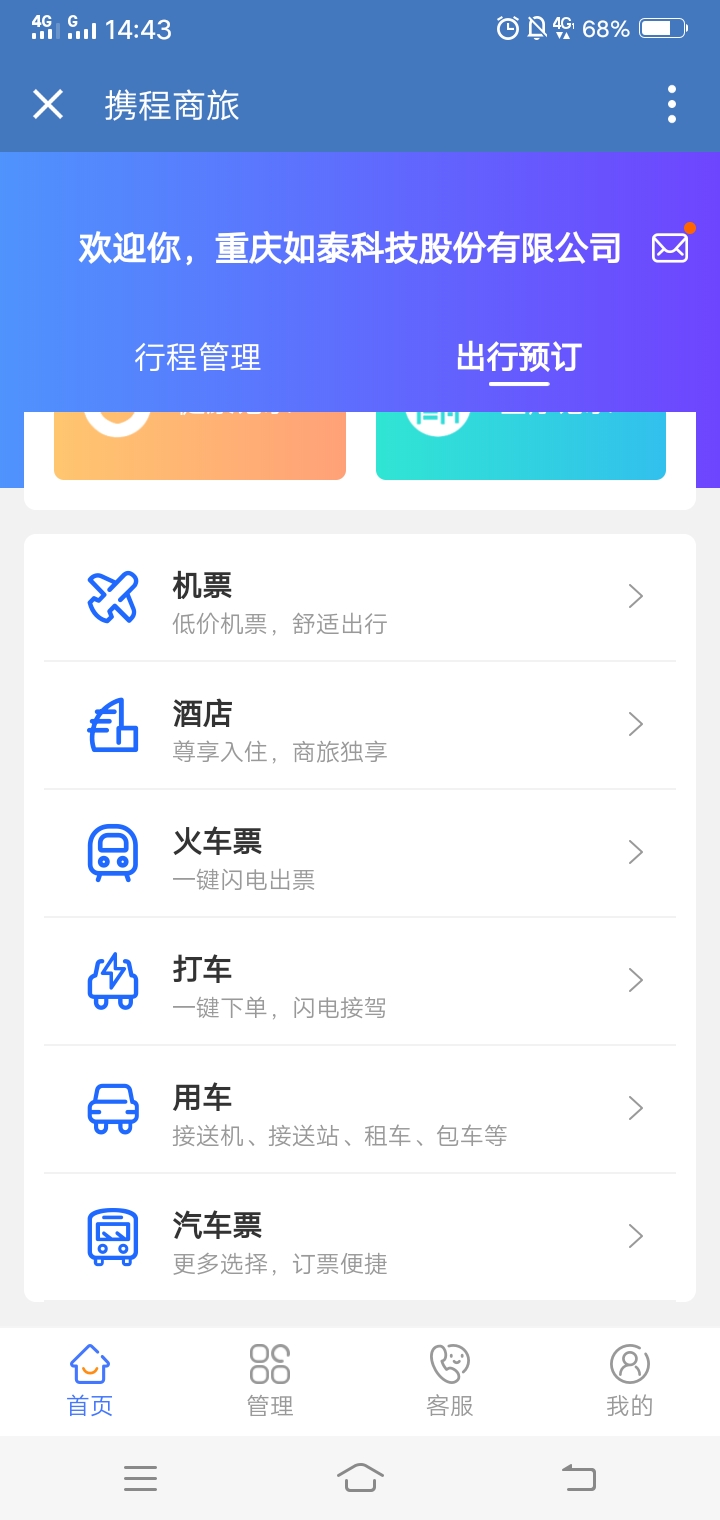 4G G 14:43 4G 68%
携程商旅
欢迎你，重庆如泰科技股份有限公司
行程管理 出行预订
机票
低价机票，舒适出行
酒店
尊享入住，商旅独享
火车票
一键闪电出票
打车
一键下单，闪电接驾
用车
接送机、接送站、租车、包车等
汽车票
更多选择，订票便捷
首页 管理 客服 我的